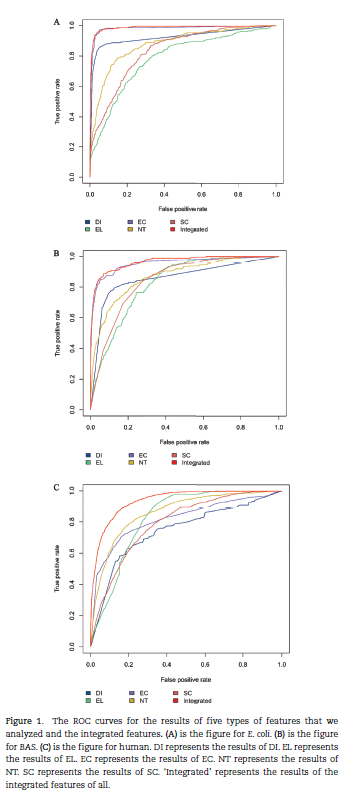 A
True positive rate
0.0 0.2 0.4 0.6 0.8 1.0
0.0 0.2 0.4 0.6 0.8 1.0
False positive rate
DI EC SC
EL NT Integrated
B
True positive rate
0.0 0.2 0.4 0.6 0.8 1.0
0.0 0.2 0.4 0.6 0.8 1.0
False positive rate
DI EC SC
EL NT Integrated
C
True positive rate
0.0 0.2 0.4 0.6 0.8 1.0
0.0 0.2 0.4 0.6 0.8 1.0
False positive rate
DI EC SC
EL NT Integrated
Figure 1. The ROC curves for the results of five types of features that we
analyzed and the integrated features. (A) is the figure for E. coli. (B) is the figure
for BAS. (C) is the figure for human. DI represents the results of DI. EL represents
the results of EL. EC represents the results of EC. NT represents the results of
NT. SC represents the results of SC. 'Integrated' represents the results of the
integrated features of all.